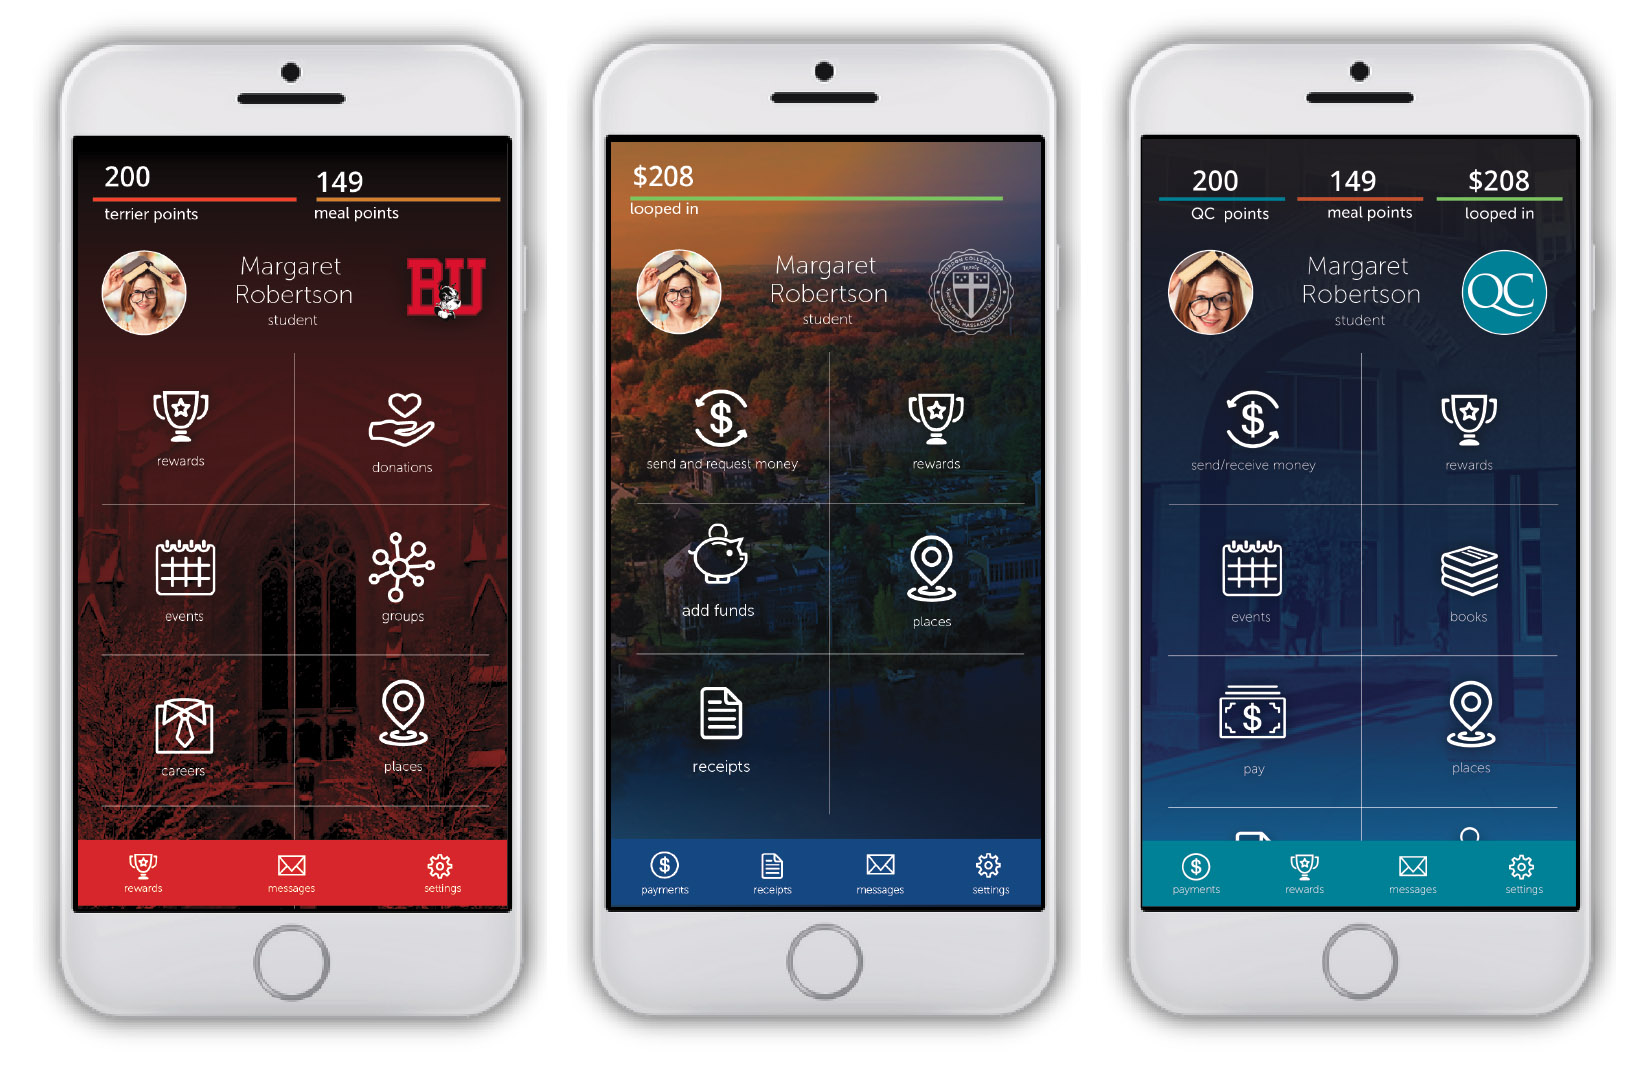 200
149
terrier points
meal points
Margaret
Robertson
student
BU
rewards
donations
events
groups
careers
places
rewards
messages
settings
$208
looped in
Margaret
Robertson
student
send and request money
rewards
add funds
places
receipts
payments
receipts
messages
settings
200
149
$208
QC points
meal points
looped in
Margaret
Robertson
student
QC
send/receive money
rewards
events
books
pay
places
payments
rewards
messages
settings